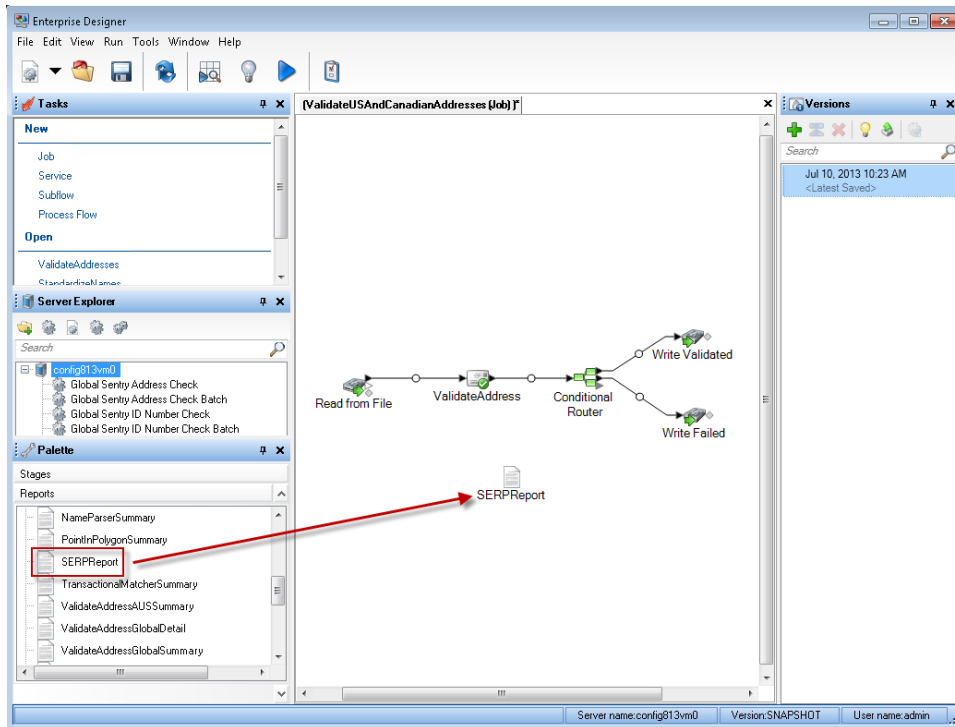 Enterprise Designer
File Edit View Run Tools Window Help
Tasks
New
Job
Service
Subflow
Process Flow
Open
ValidateAddresses
StandardizeNames
Server Explorer
Search
config813vm0
Global Sentry Address Check
Global Sentry Address Check Batch
Global Sentry ID Number Check
Global Sentry ID Number Check Batch
Palette
Stages
Reports
NameParserSummary
PointInPolygonSummary
SERPReport
TransactionalMatcherSummary
ValidateAddressAUSSummary
ValidateAddressGlobalDetail
ValidateAddressGlobalSummary
(ValidateUSAndCanadianAddresses (Job) )*
Read from File
ValidateAddress
Conditional
Router
Write Validated
Write Failed
SERPReport
Versions
Search
Jul 10, 2013 10:23 AM
<Latest Saved>
Server name:config813vm0
Version:SNAPSHOT
User name:admin